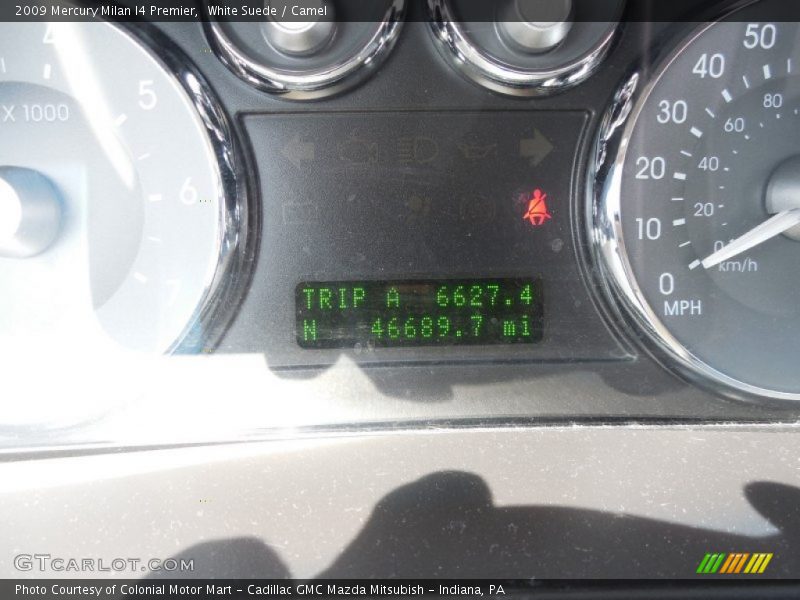 2009 Mercury Milan I4 Premier, White Suede / Camel
4
5
6
7
X 1000
TRIP A 6627.4
N 46689.7 mi
50
40
30
20
10
0
80
60
40
20
0
km/h
MPH
GTCARLOT.COM
Photo Courtesy of Colonial Motor Mart - Cadillac GMC Mazda Mitsubish - Indiana, PA